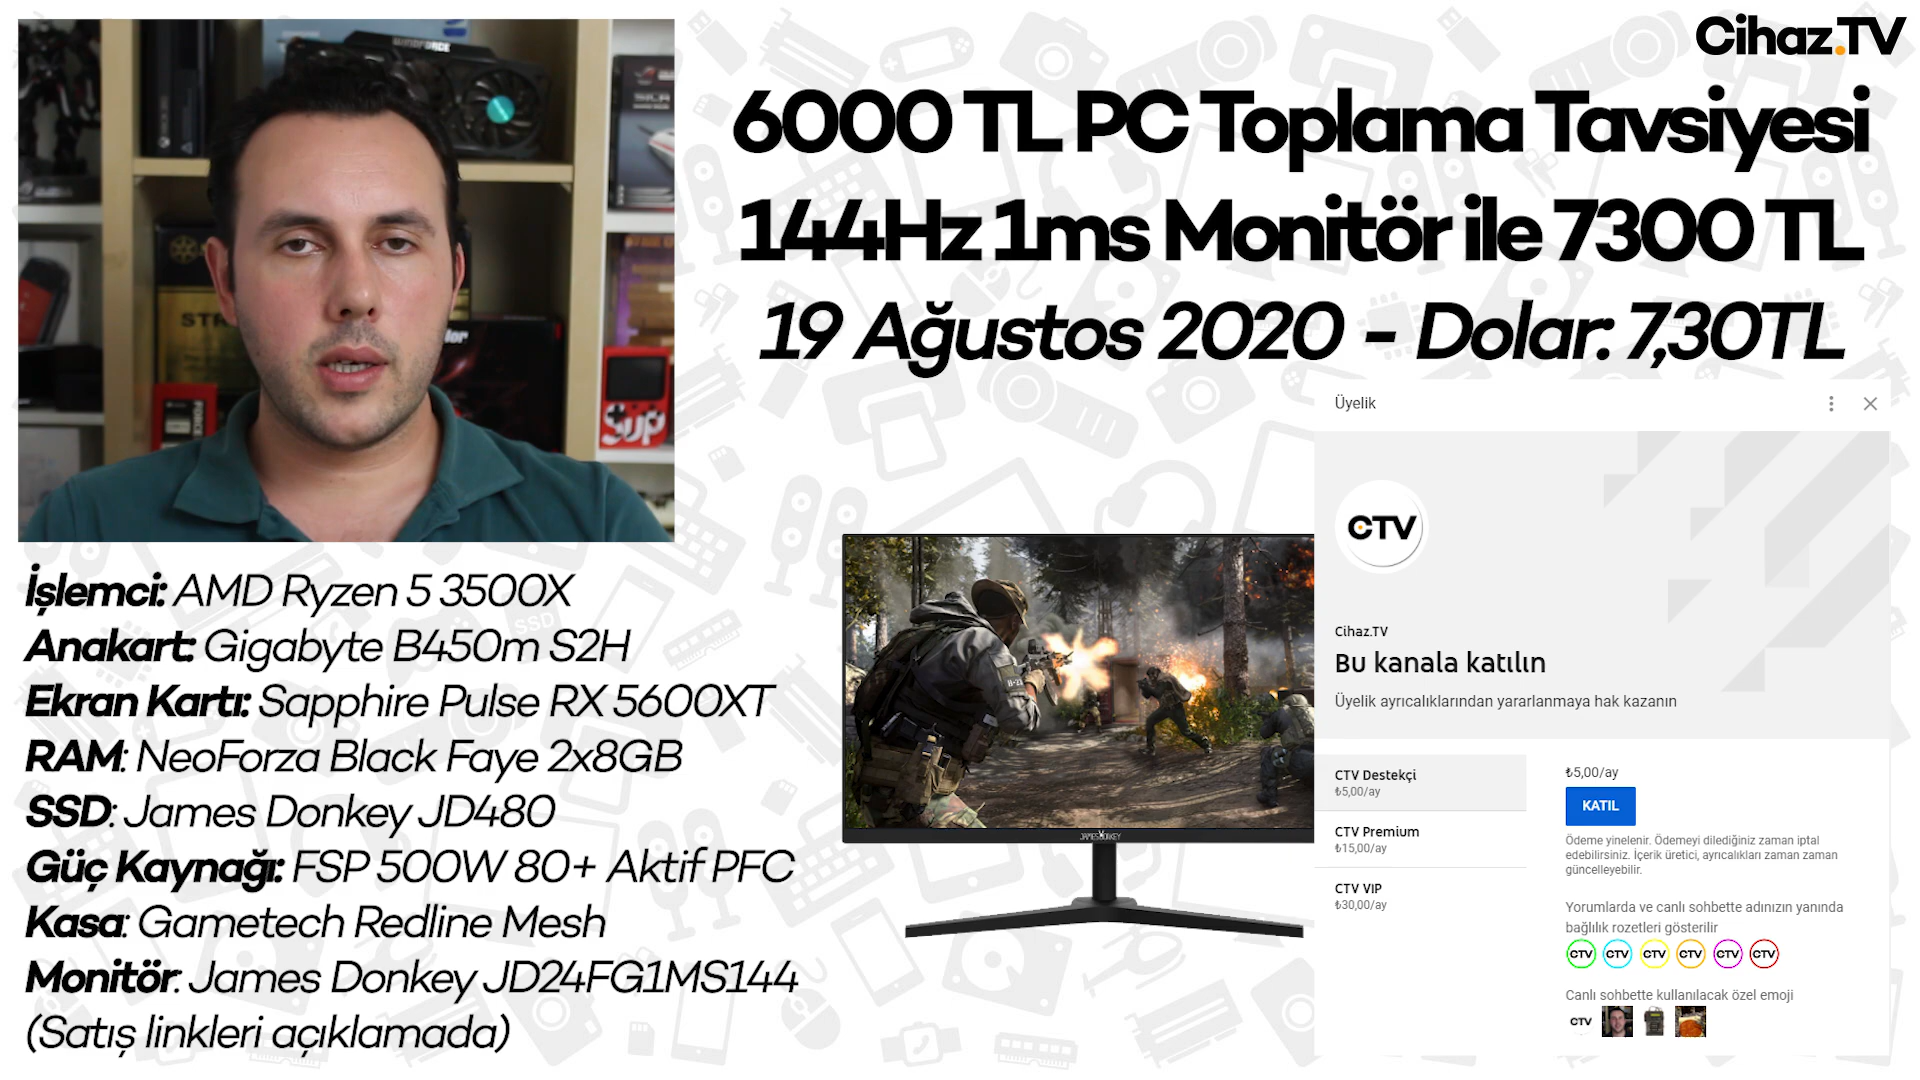 Cihaz.TV
6000 TL PC Toplama Tavsiyesi
144Hz 1ms Monitör ile 7300 TL
19 Ağustos 2020 - Dolar: 7,30TL
WINDFORCE
STR
Sup
İşlemci: AMD Ryzen 5 3500X
Anakart: Gigabyte B450m S2H
Ekran Kartı: Sapphire Pulse RX 5600XT
RAM: NeoForza Black Faye 2x8GB
SSD: James Donkey JD480
Güç Kaynağı: FSP 500W 80+ Aktif PFC
Kasa: Gametech Redline Mesh
Monitör: James Donkey JD24FG1MS144
(Satış linkleri açıklamada)
JAMESDONKEY
Üyelik
CTV
Cihaz.TV
Bu kanala katılın
Üyelik ayrıcalıklarından yararlanmaya hak kazanın
CTV Destekçi
₺5,00/ay
CTV Premium
₺15,00/ay
CTV VIP
₺30,00/ay
₺5,00/ay
KATIL
Ödeme yinelenir. Ödemeyi dilediğiniz zaman iptal
edebilirsiniz. İçerik üretici, ayrıcalıkları zaman zaman
güncelleyebilir.
Yorumlarda ve canlı sohbette adınızın yanında
bağlılık rozetleri gösterilir
CTV CTV CTV CTV CTV CTV
Canlı sohbette kullanılacak özel emoji
CTV